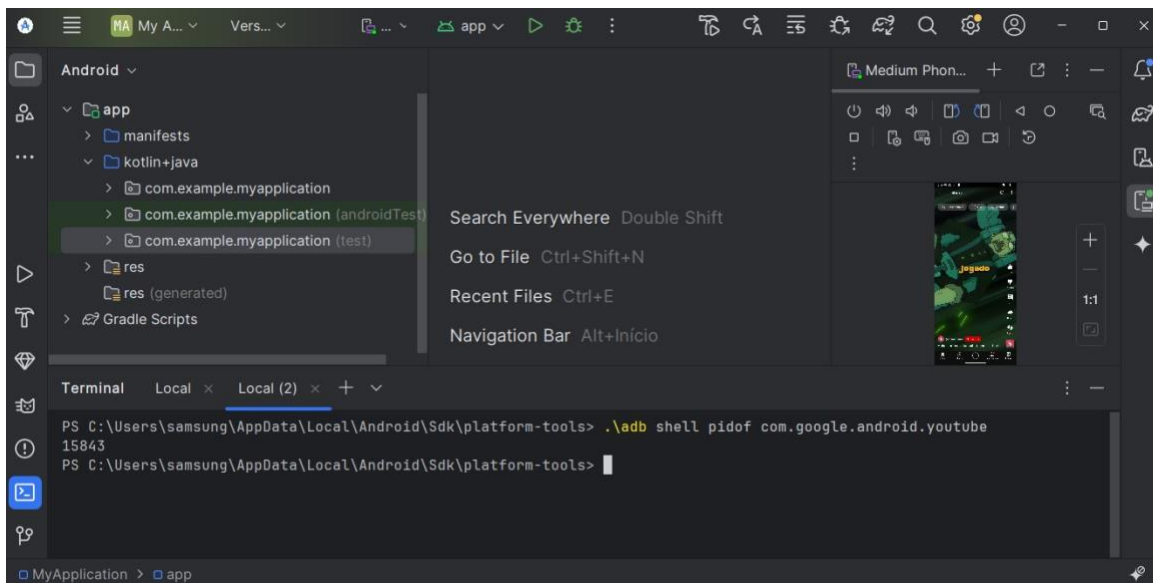 MA My A...
Vers...
...
app
Android
Medium Phon...
app
manifests
kotlin+java
com.example.myapplication
com.example.myapplication (androidTest)
com.example.myapplication (test)
res
res (generated)
Gradle Scripts
Search Everywhere Double Shift
Go to File Ctrl+Shift+N
Recent Files Ctrl+E
Navigation Bar Alt+Início
jogado
1:1
Terminal Local Local (2)
PS C:\Users\samsung\AppData\Local\Android\Sdk\platform-tools> .\adb shell pidof com.google.android.youtube
15843
PS C:\Users\samsung\AppData\Local\Android\Sdk\platform-tools>
MyApplication > app